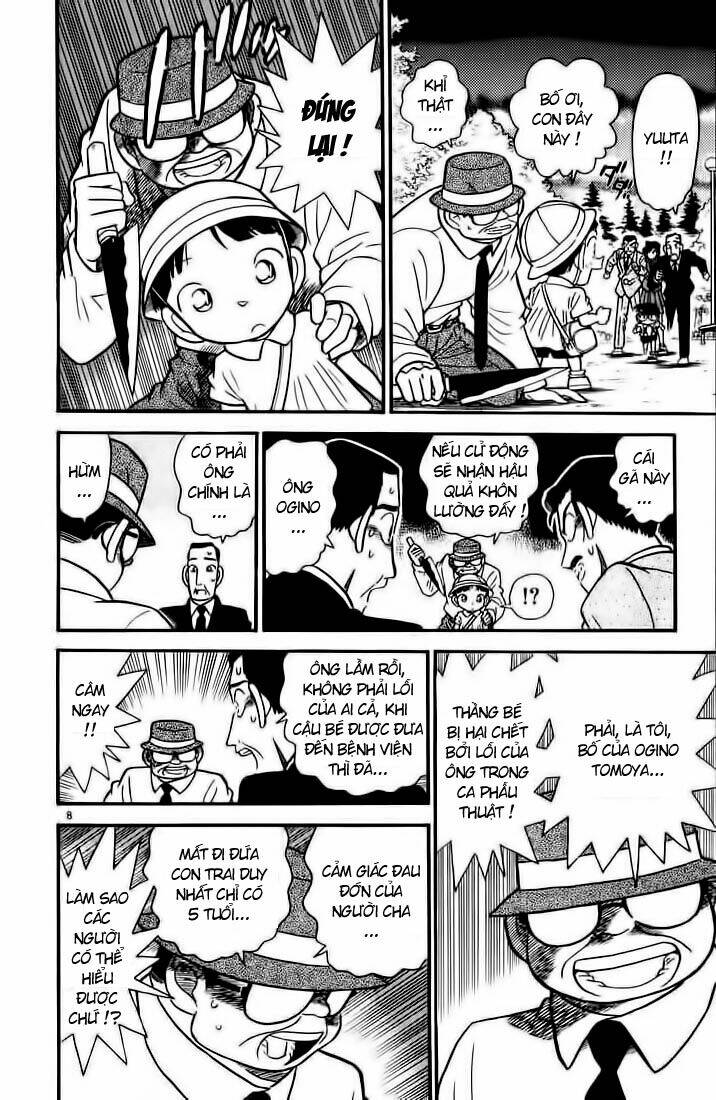 YUUTA
!!
BỐ ƠI,
CON ĐÂY
NÀY !
KHỈ
THẬT
...
ĐỨNG
LẠI !
CÁI
GÃ NÀY
...
NẾU CỬ ĐỘNG
SẼ NHẬN HẬU
QUẢ KHÔN
LƯỜNG ĐẤY !
!?
ÔNG
OGINO
...
CÓ PHẢI
ÔNG
CHÍNH LÀ
...
HỪM
...
PHẢI, LÀ TÔI,
BỐ CỦA OGINO
TOMOYA...
THẰNG BÉ
BỊ HẠI CHẾT
BỞI LỖI CỦA
ÔNG TRONG
CA PHẪU
THUẬT !
ÔNG LẦM RỒI,
KHÔNG PHẢI LỖI
CỦA AI CẢ, KHI
CẬU BÉ ĐƯỢC ĐƯA
ĐẾN BỆNH VIỆN
THÌ ĐÃ...
CÂM
NGAY
!!
8
CẢM GIÁC ĐAU
ĐỚN CỦA
NGƯỜI CHA
...
MẤT ĐI ĐỨA
CON TRAI DUY
NHẤT CHỈ CÓ
5 TUỔI...
LÀM SAO
CÁC
NGƯỜI
CÓ THỂ
HIỂU
ĐƯỢC
CHỨ !?